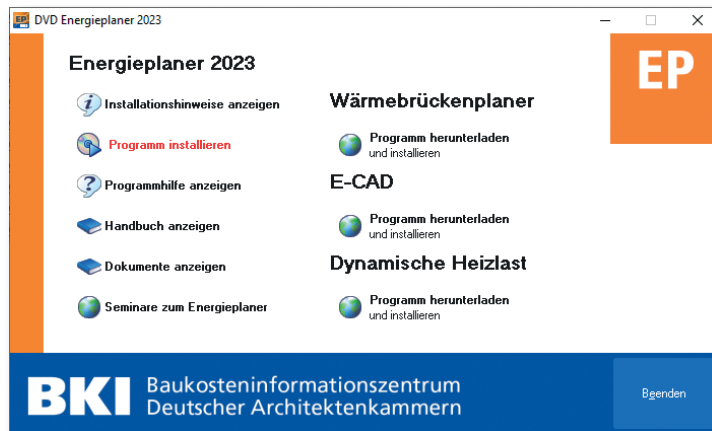 DVD Energieplaner 2023
EP
Energieplaner 2023
Installationshinweise anzeigen
Programm installieren
Programmhilfe anzeigen
Handbuch anzeigen
Dokumente anzeigen
Seminare zum Energieplaner
Wärmebrückenplaner
Programm herunterladen
und installieren
E-CAD
Programm herunterladen
und installieren
Dynamische Heizlast
Programm herunterladen
und installieren
BKI Baukosteninformationszentrum
Deutscher Architektenkammern
Beenden